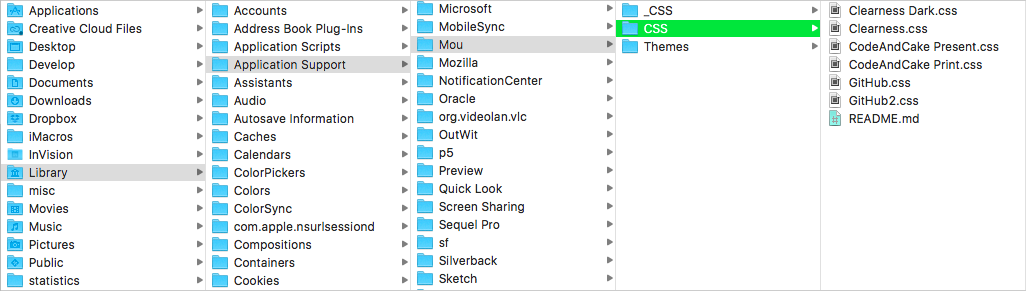 Applications
Creative Cloud Files
Desktop
Develop
Documents
Downloads
Dropbox
iMacros
InVision
Library
misc
Movies
Music
Pictures
Public
statistics
Accounts
Address Book Plug-Ins
Application Scripts
Application Support
Assistants
Audio
Autosave Information
Caches
Calendars
ColorPickers
Colors
ColorSync
com.apple.nsurlsessiond
Compositions
Containers
Cookies
Microsoft
MobileSync
Mou
Mozilla
NotificationCenter
Oracle
org.videolan.vlc
OutWit
p5
Preview
Quick Look
Screen Sharing
Sequel Pro
sf
Silverback
Sketch
_CSS
CSS
Themes
Clearness Dark.css
Clearness.css
CodeAndCake Present.css
CodeAndCake Print.css
GitHub.css
GitHub2.css
README.md